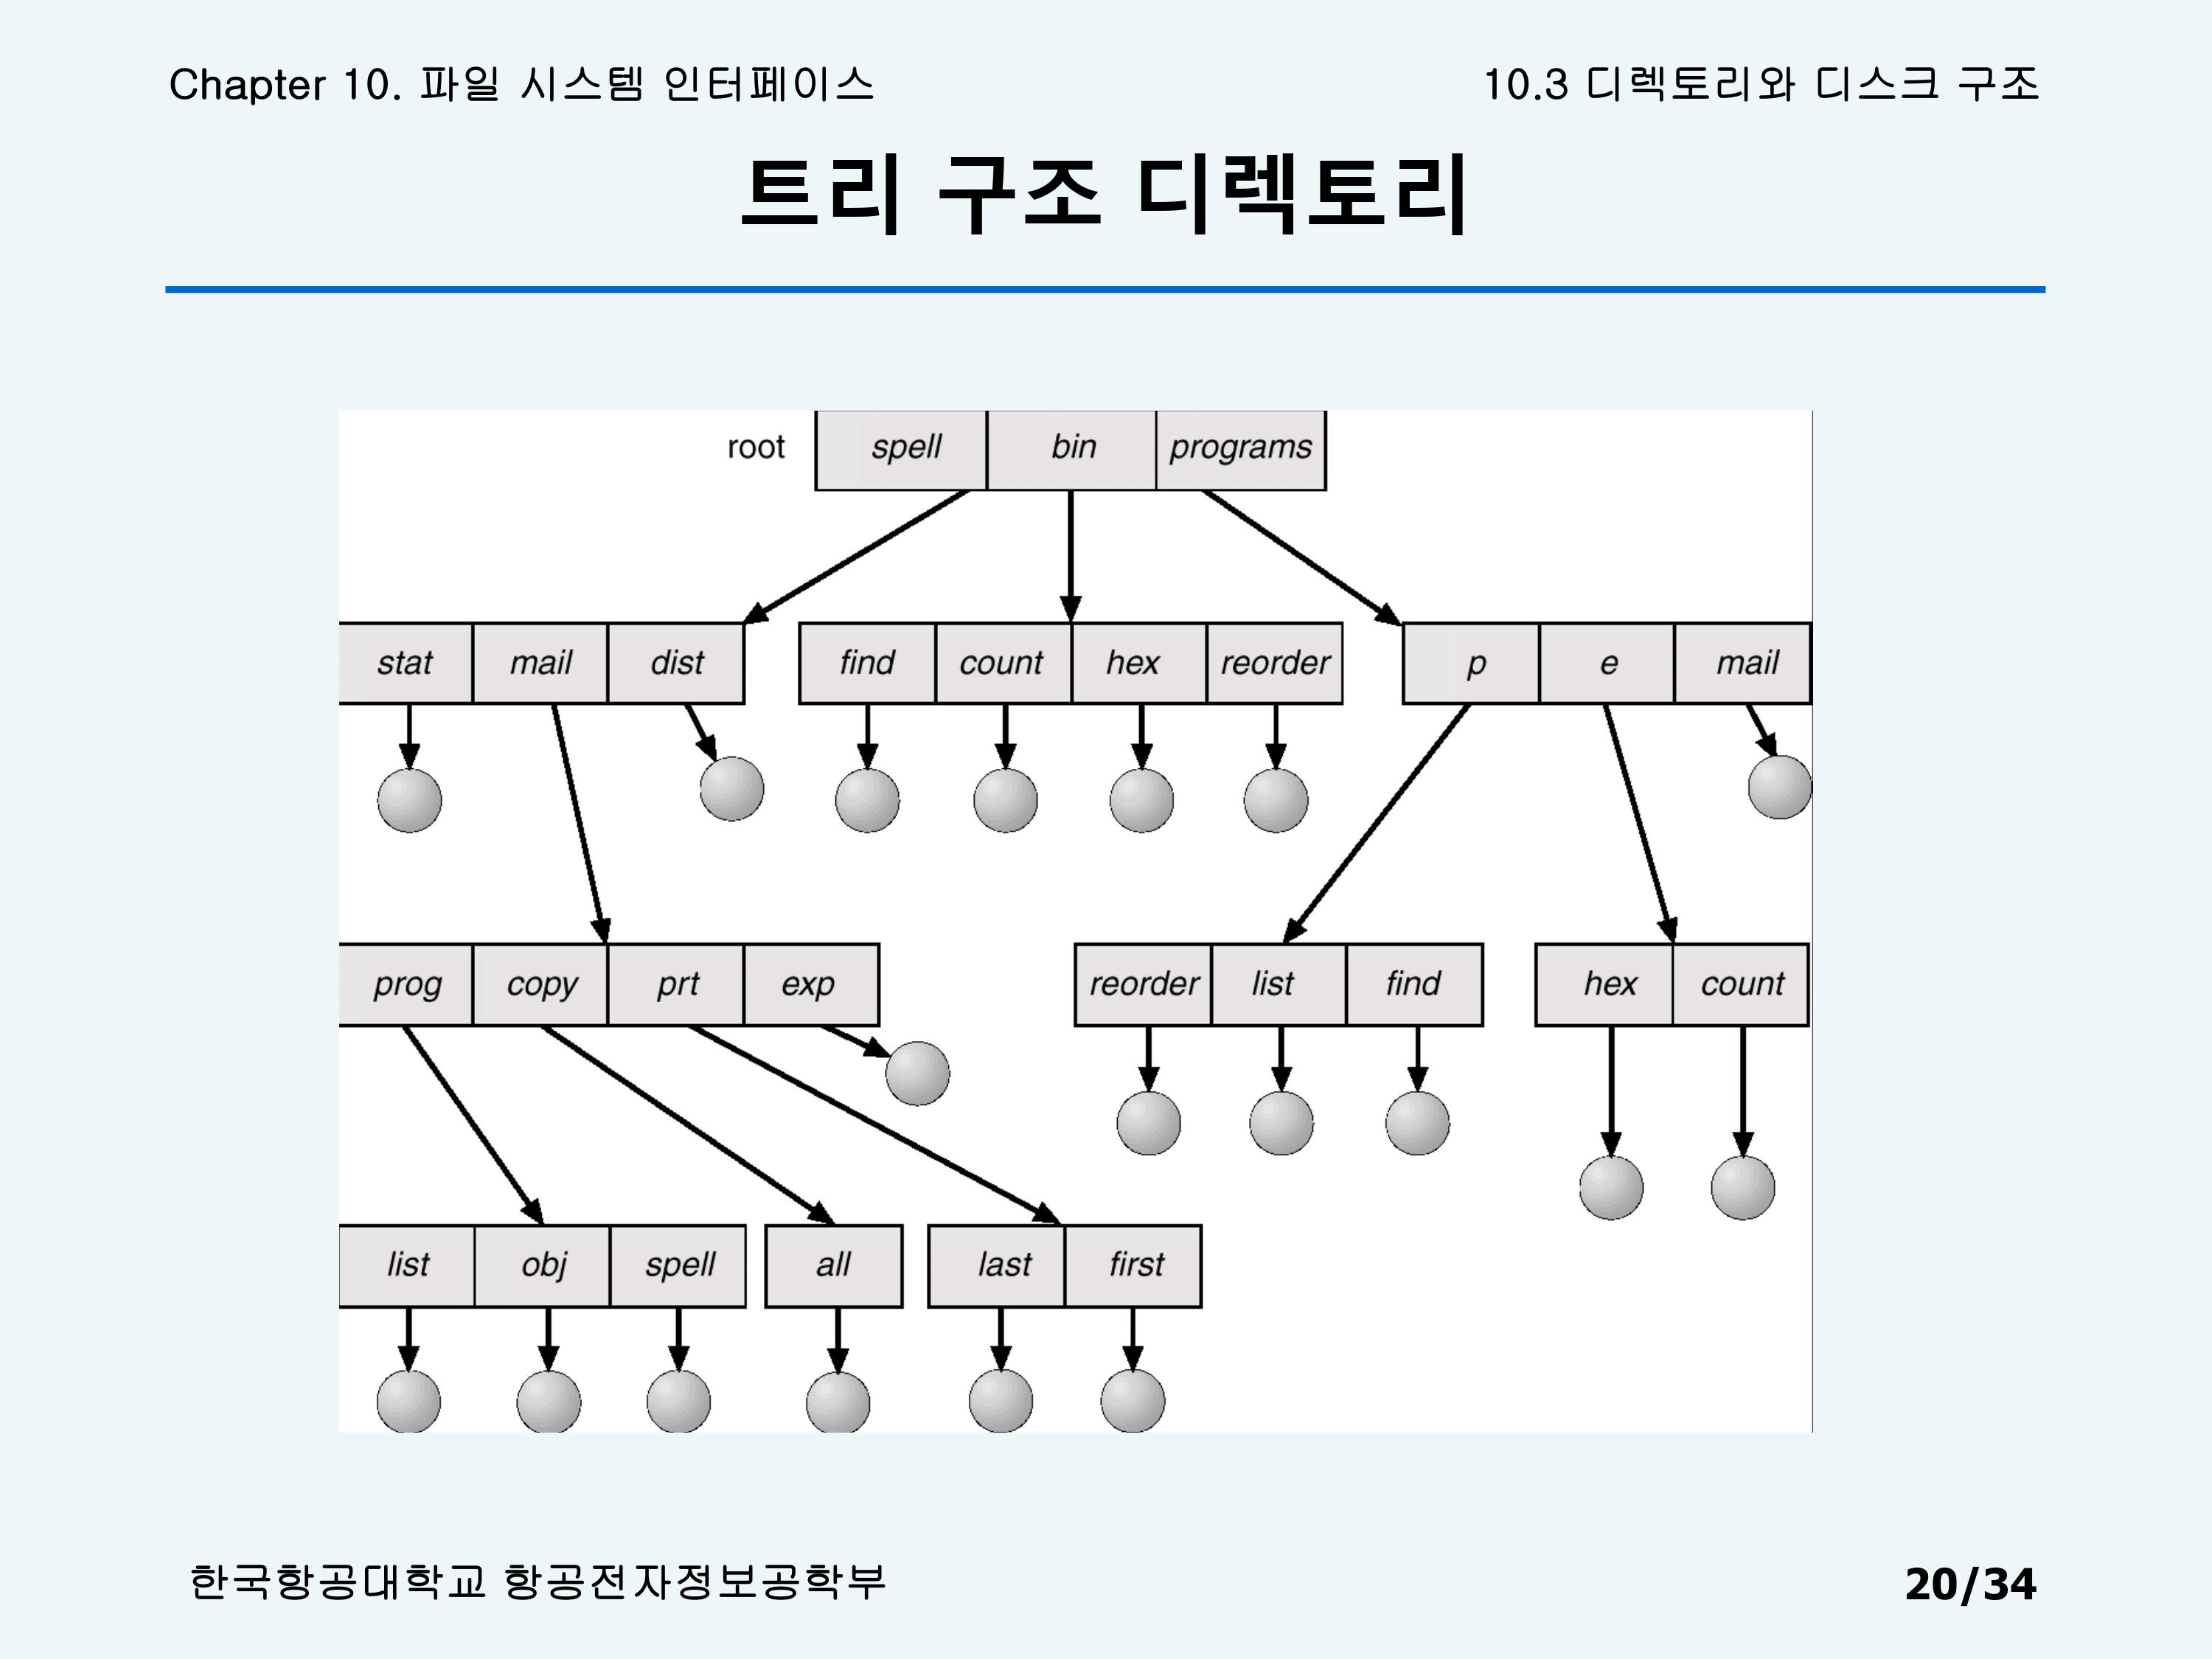 Chapter 10. 파일 시스템 인터페이스
10.3 디렉토리와 디스크 구조
트리 구조 디렉토리
root spell bin programs
stat mail dist find count hex reorder p e mail
prog copy prt exp reorder list find hex count
list obj spell all last first
한국항공대학교 항공전자정보공학부
20/34